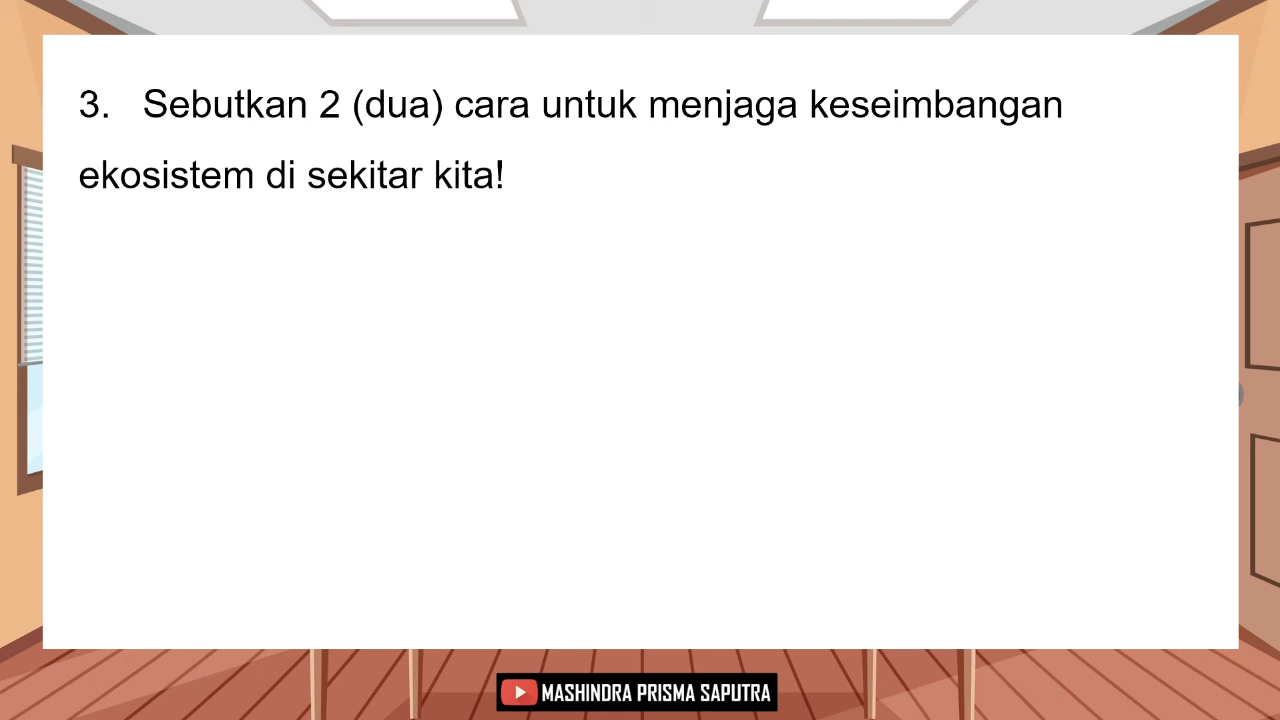 3. Sebutkan 2 (dua) cara untuk menjaga keseimbangan
ekosistem di sekitar kita!
MASHINDRA PRISMA SAPUTRA